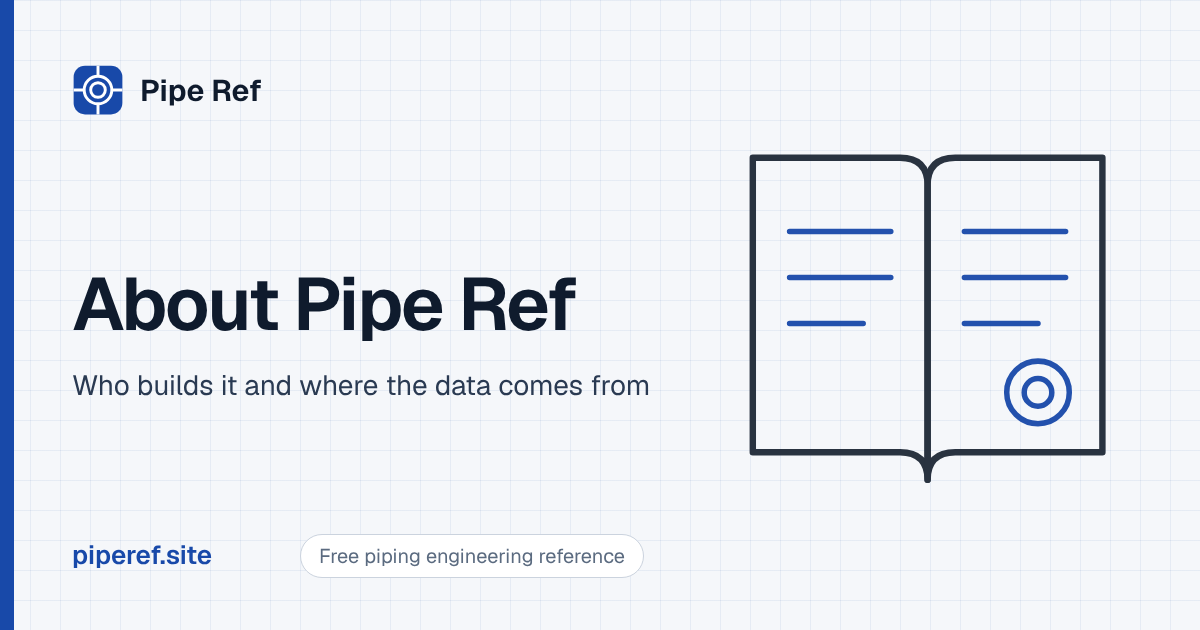 Pipe Ref
About Pipe Ref
Who builds it and where the data comes from
piperef.site
Free piping engineering reference